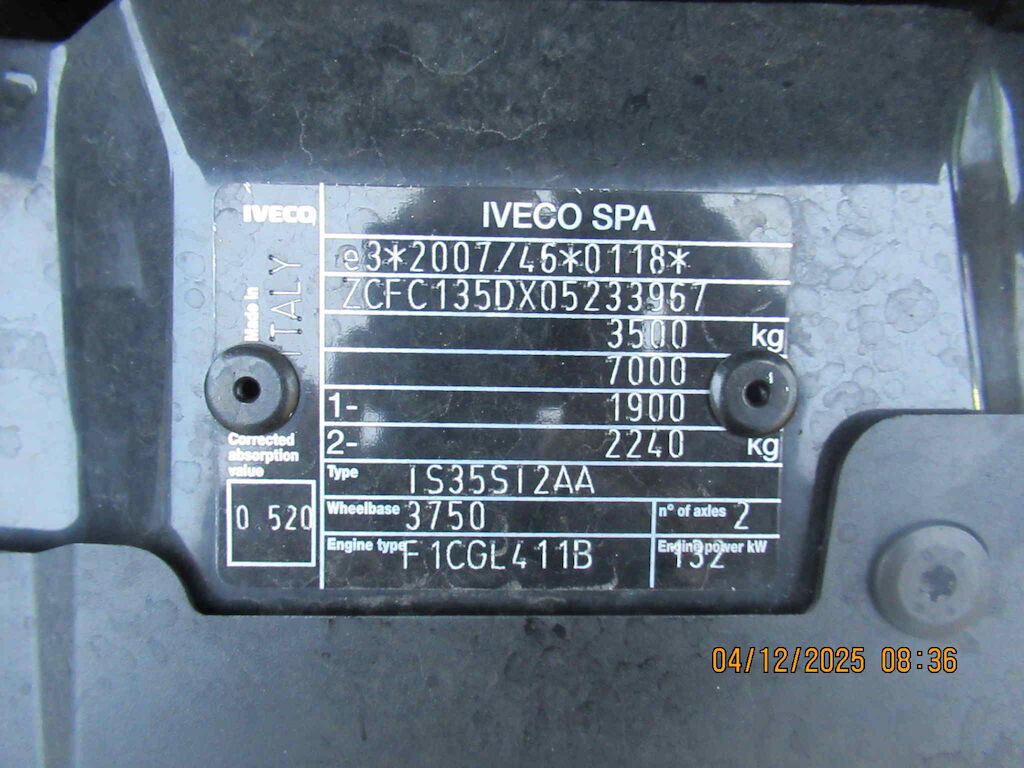 IVECO
IVECO SPA
e3*2007/46*0118*
ZCFC135DX05233967
Made in
ITALY
3500 kg
7000
1- 1900
2- 2240 kg
Corrected
absorption
value
0 520
Type IS35SI2AA
Wheelbase 3750 n° of axles 2
Engine type F1CGL411B Engine power kW 132
04/12/2025 08:36